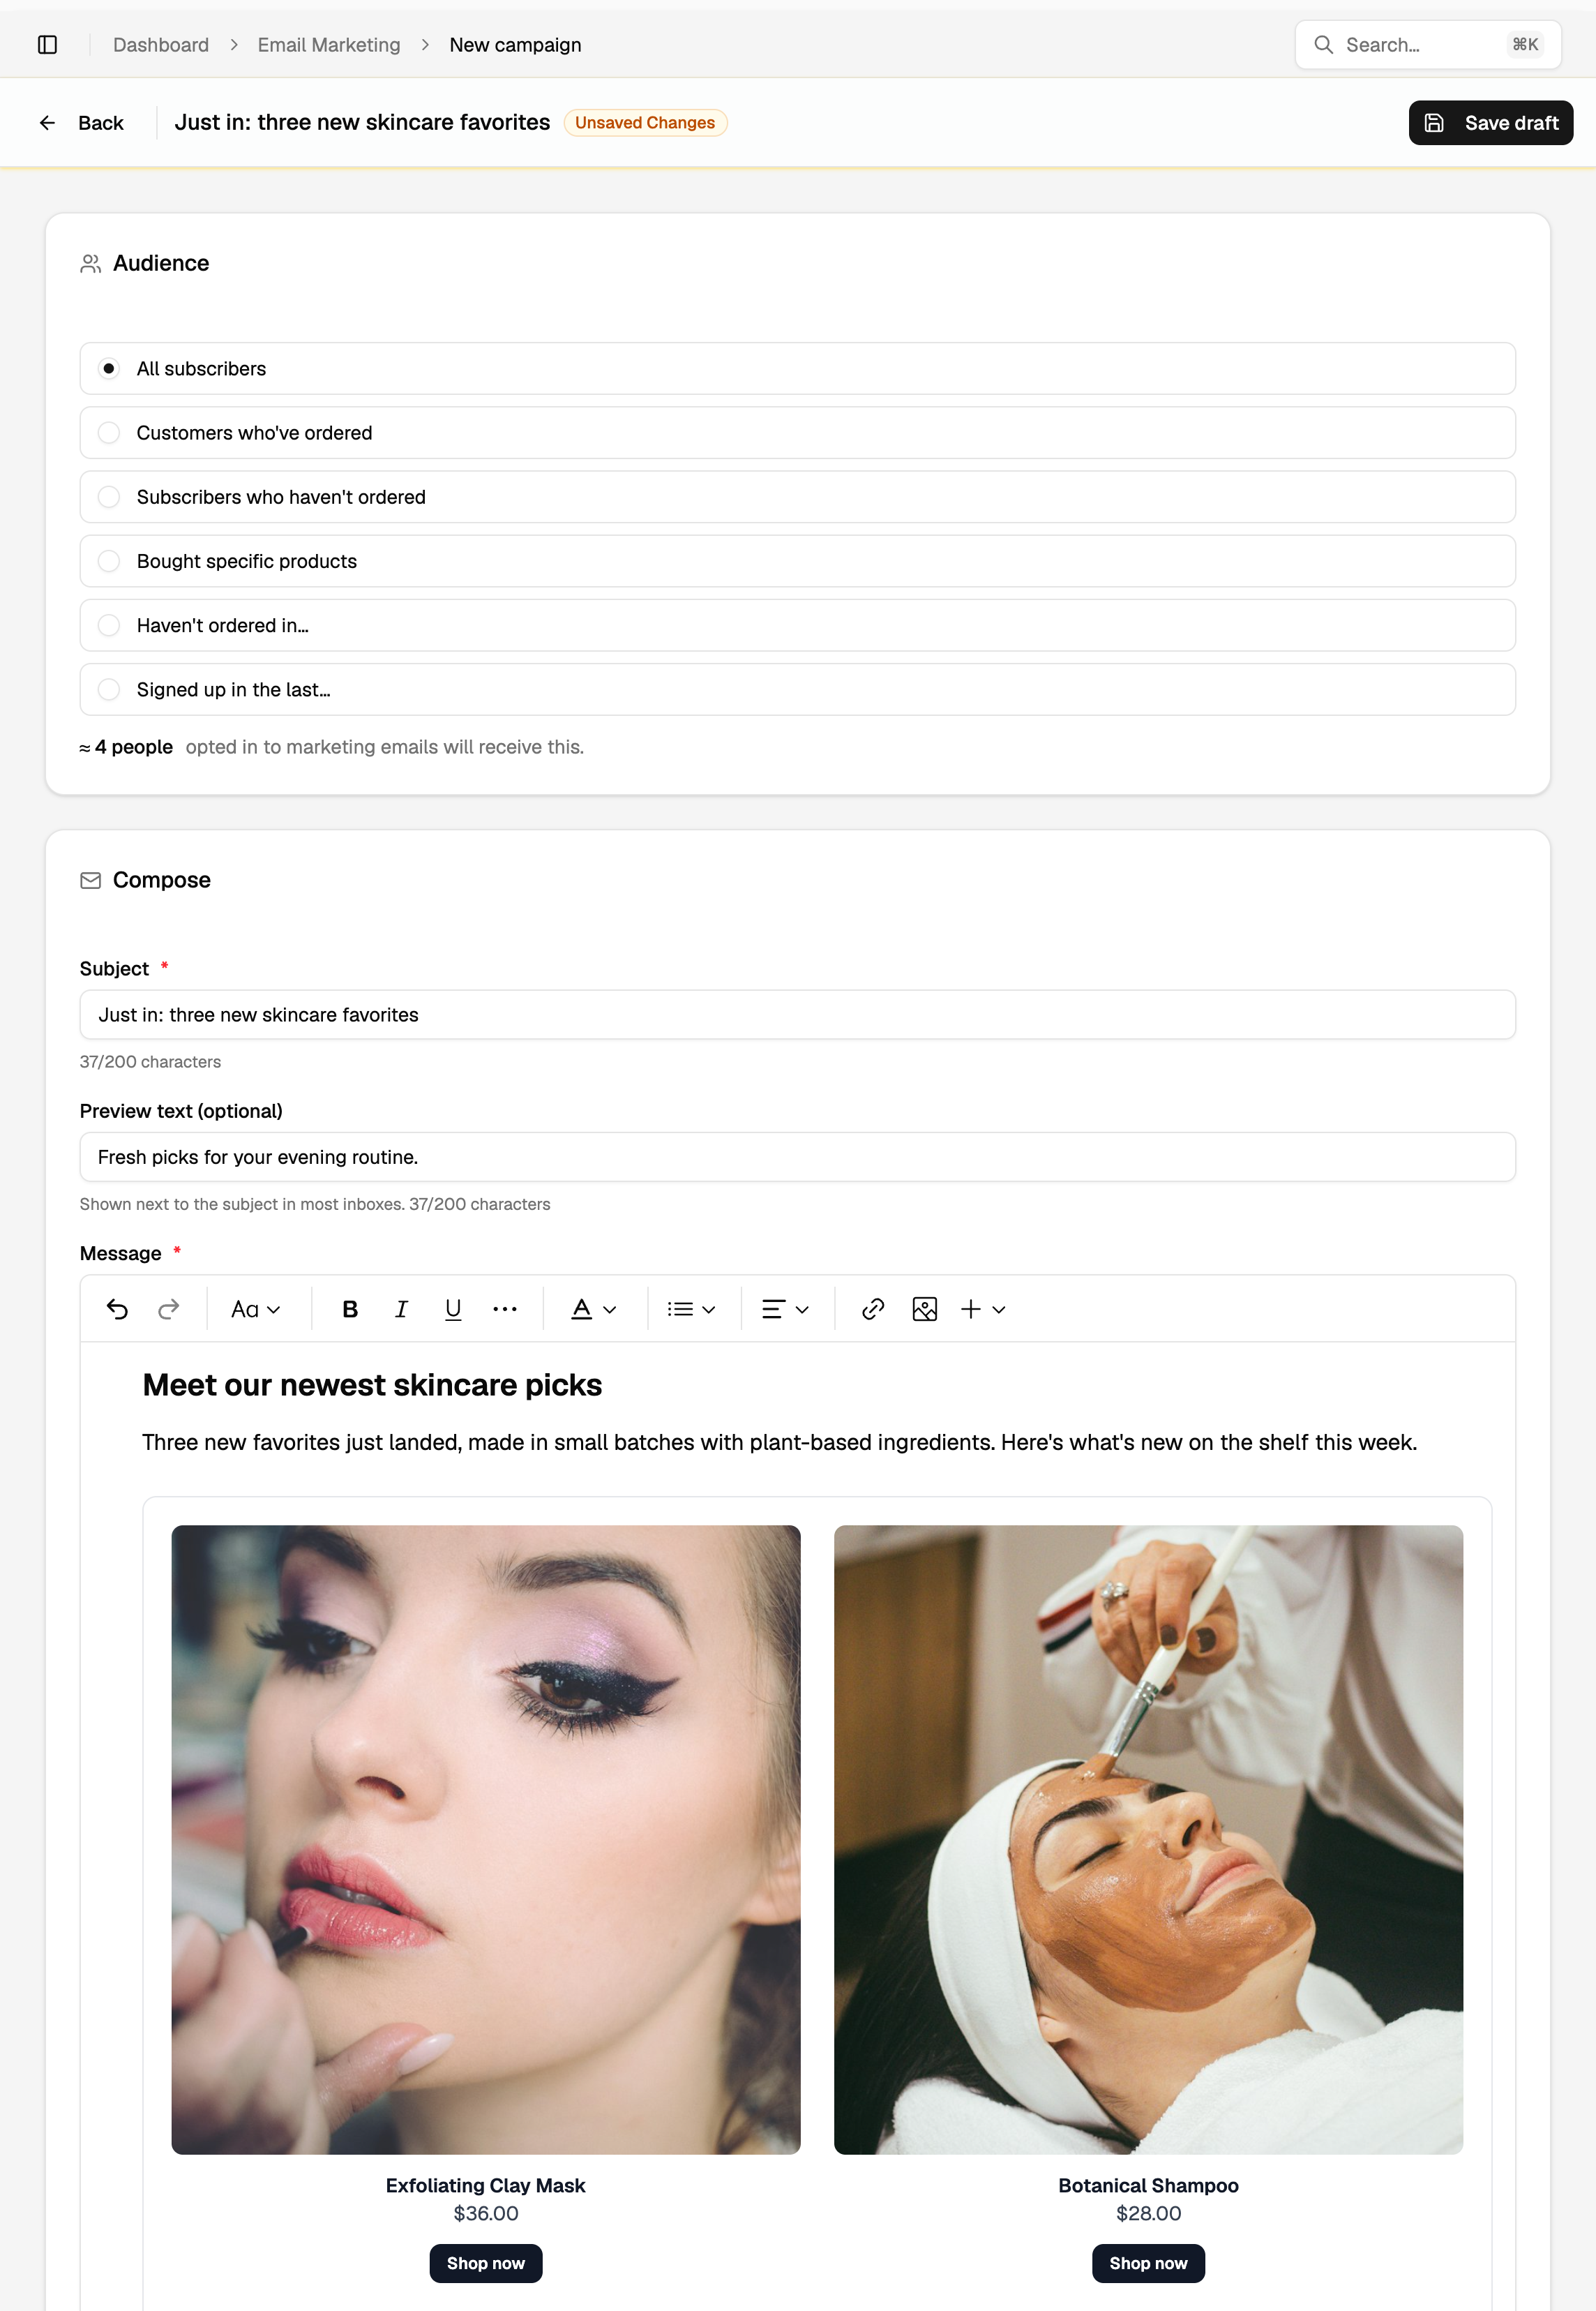 Dashboard > Email Marketing > New campaign Search... ⌘K
Back Just in: three new skincare favorites Unsaved Changes Save draft
Audience
All subscribers
Customers who've ordered
Subscribers who haven't ordered
Bought specific products
Haven't ordered in...
Signed up in the last...
≈ 4 people opted in to marketing emails will receive this.
Compose
Subject *
Just in: three new skincare favorites
37/200 characters
Preview text (optional)
Fresh picks for your evening routine.
Shown next to the subject in most inboxes. 37/200 characters
Message *
Aa B I U A
Meet our newest skincare picks
Three new favorites just landed, made in small batches with plant-based ingredients. Here's what's new on the shelf this week.
Exfoliating Clay Mask
$36.00
Shop now
Botanical Shampoo
$28.00
Shop now